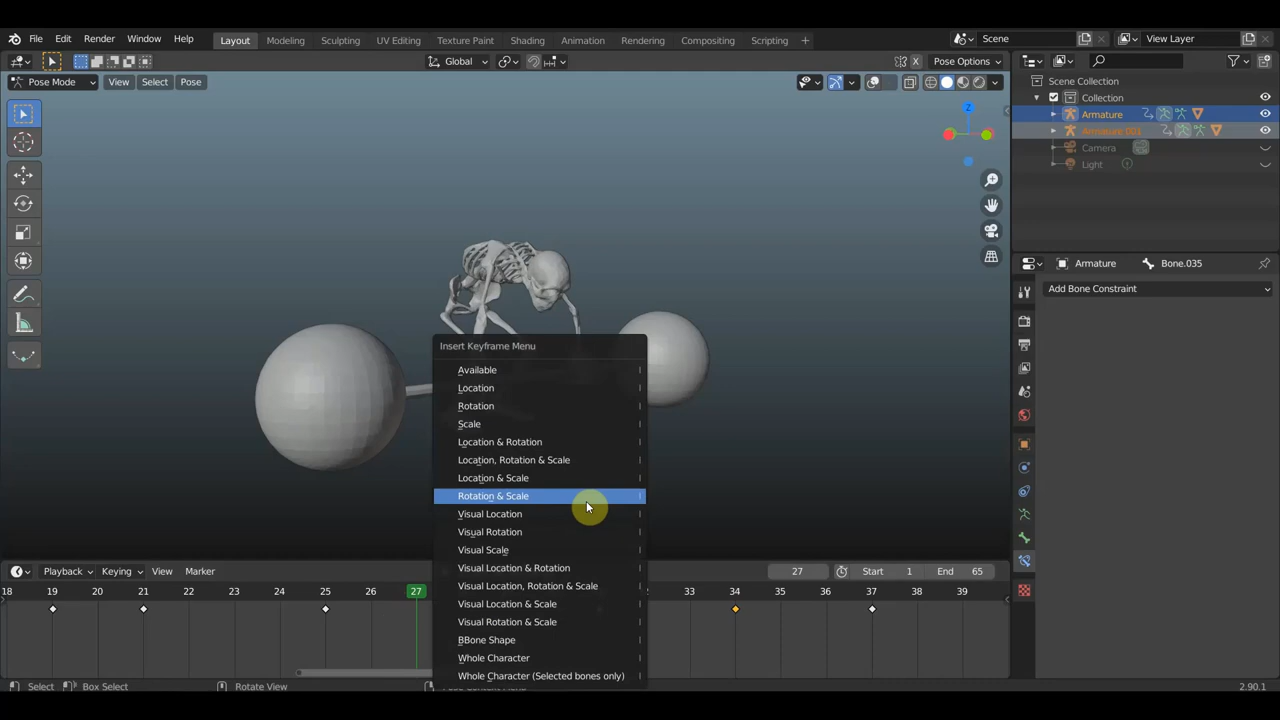 File Edit Render Window Help Layout Modeling Sculpting UV Editing Texture Paint Shading Animation Rendering Compositing Scripting + Scene View Layer
Global X Pose Options
Pose Mode View Select Pose
Scene Collection
Collection
Armature
Armature.001
Camera
Light
Z
Armature Bone.035
Add Bone Constraint
Insert Keyframe Menu
Available I
Location I
Rotation I
Scale I
Location & Rotation I
Location, Rotation & Scale I
Location & Scale I
Rotation & Scale I
Visual Location I
Visual Rotation I
Visual Scale I
Visual Location & Rotation I
Visual Location, Rotation & Scale I
Visual Location & Scale I
Visual Rotation & Scale I
BBone Shape I
Whole Character I
Whole Character (Selected bones only) I
Playback Keying View Marker 27 Start 1 End 65
18 19 20 21 22 23 24 25 26 27 32 33 34 35 36 37 38 39
Select Box Select Rotate View 2.90.1